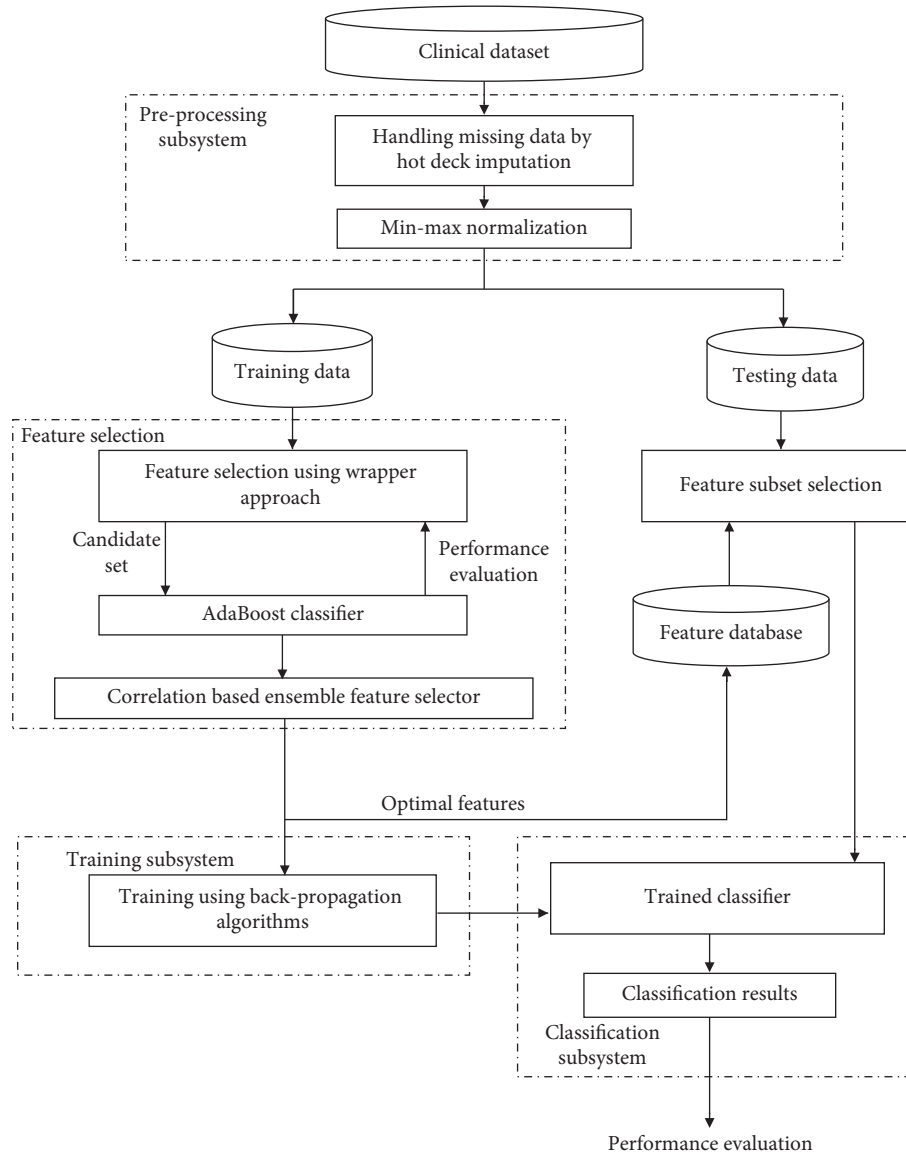 Clinical dataset
Pre-processing
subsystem
Handling missing data by
hot deck imputation
Min-max normalization
Training data
Testing data
Feature selection
Feature selection using wrapper
approach
Feature subset selection
Candidate
set
Performance
evaluation
AdaBoost classifier
Feature database
Correlation based ensemble feature selector
Optimal features
Training subsystem
Training using back-propagation
algorithms
Trained classifier
Classification results
Classification
subsystem
Performance evaluation